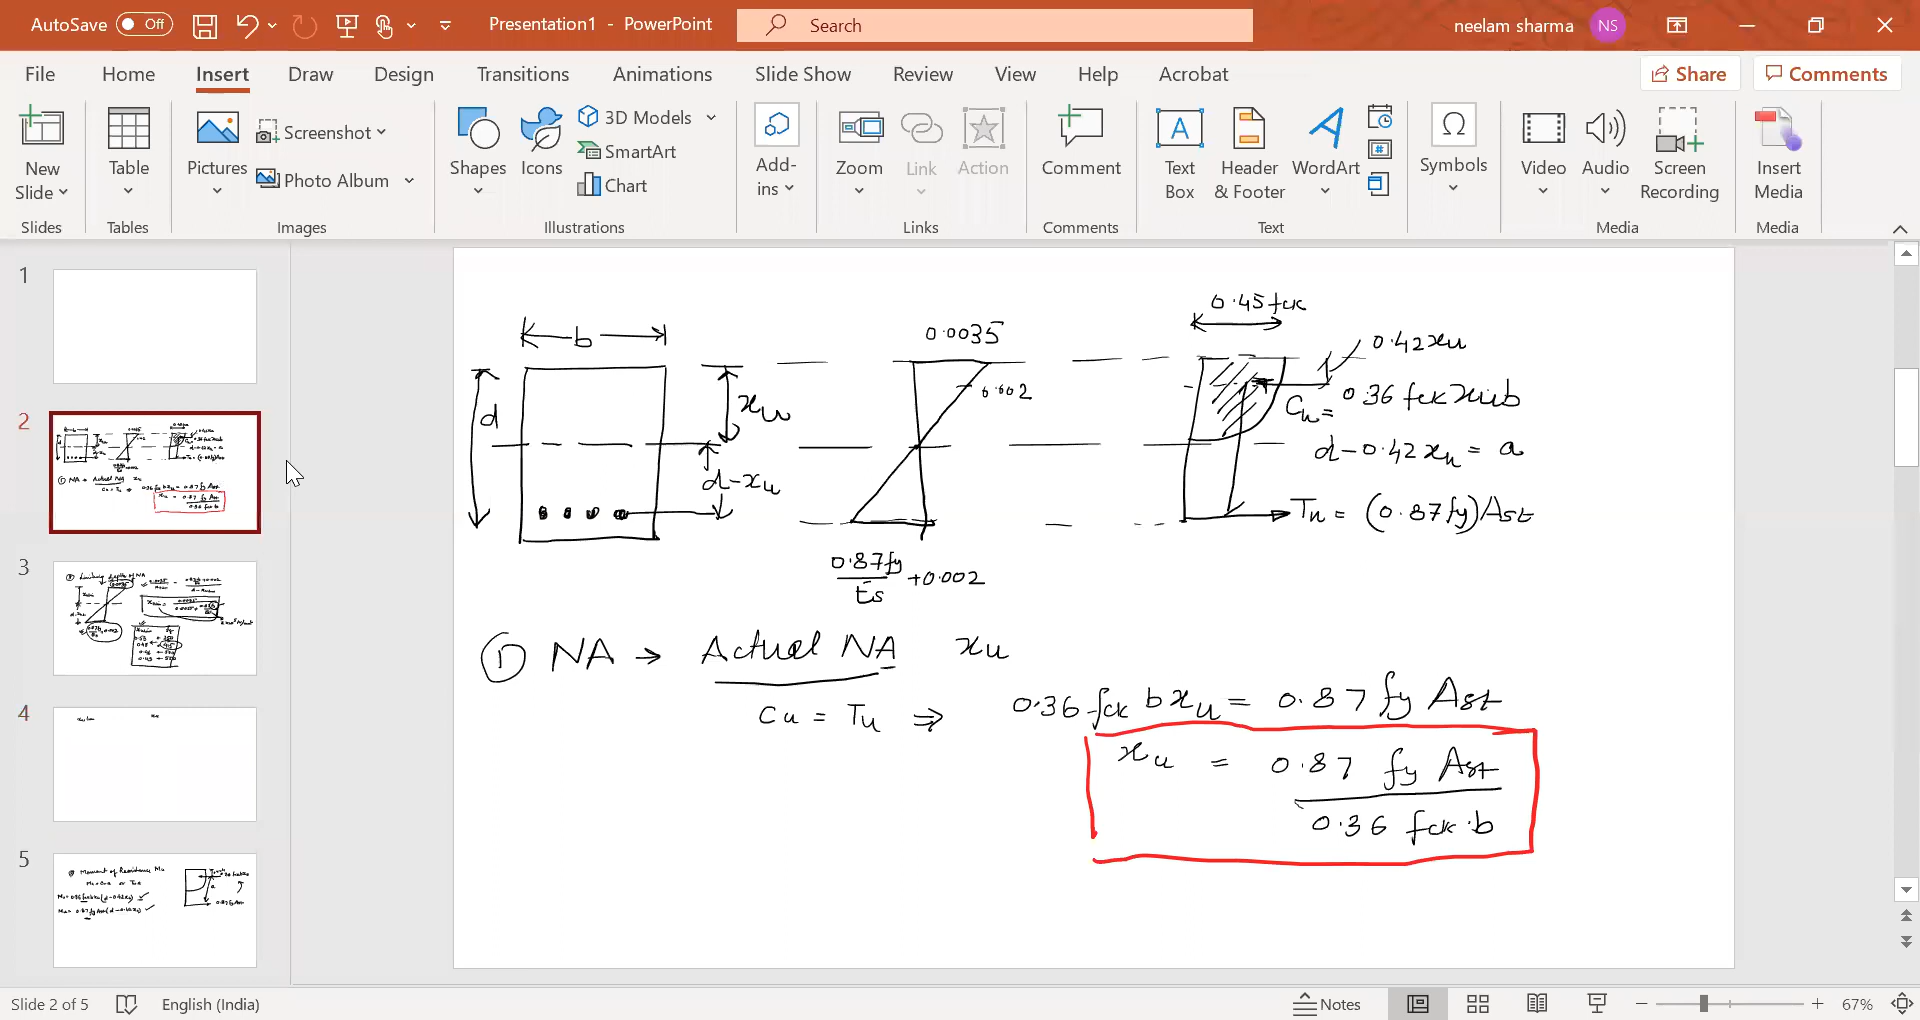 AutoSave Off Presentation1 - PowerPoint Search neelam sharma NS
File Home Insert Draw Design Transitions Animations Slide Show Review View Help Acrobat Share Comments
New Slide
Table
Pictures
Screenshot
Photo Album
Shapes
Icons
3D Models
SmartArt
Chart
Add-ins
Zoom
Link
Action
Comment
Text Box
Header & Footer
WordArt
Symbols
Video
Audio
Screen Recording
Insert Media
Slides Tables Images Illustrations Links Comments Text Media Media
1
2
3
4
5
0.45 fck
b
0.0035
0.42xu
d
xu
0.002
Cu = 0.36 fck xu b
d-0.42xu = a
d-xu
Tu = (0.87fy)Ast
0.87fy
Es
+0.002
① NA → Actual NA xu
Cu = Tu ⇒ 0.36 fck b xu = 0.87 fy Ast
xu = 0.87 fy Ast
0.36 fck.b
Slide 2 of 5 English (India) Notes 67%